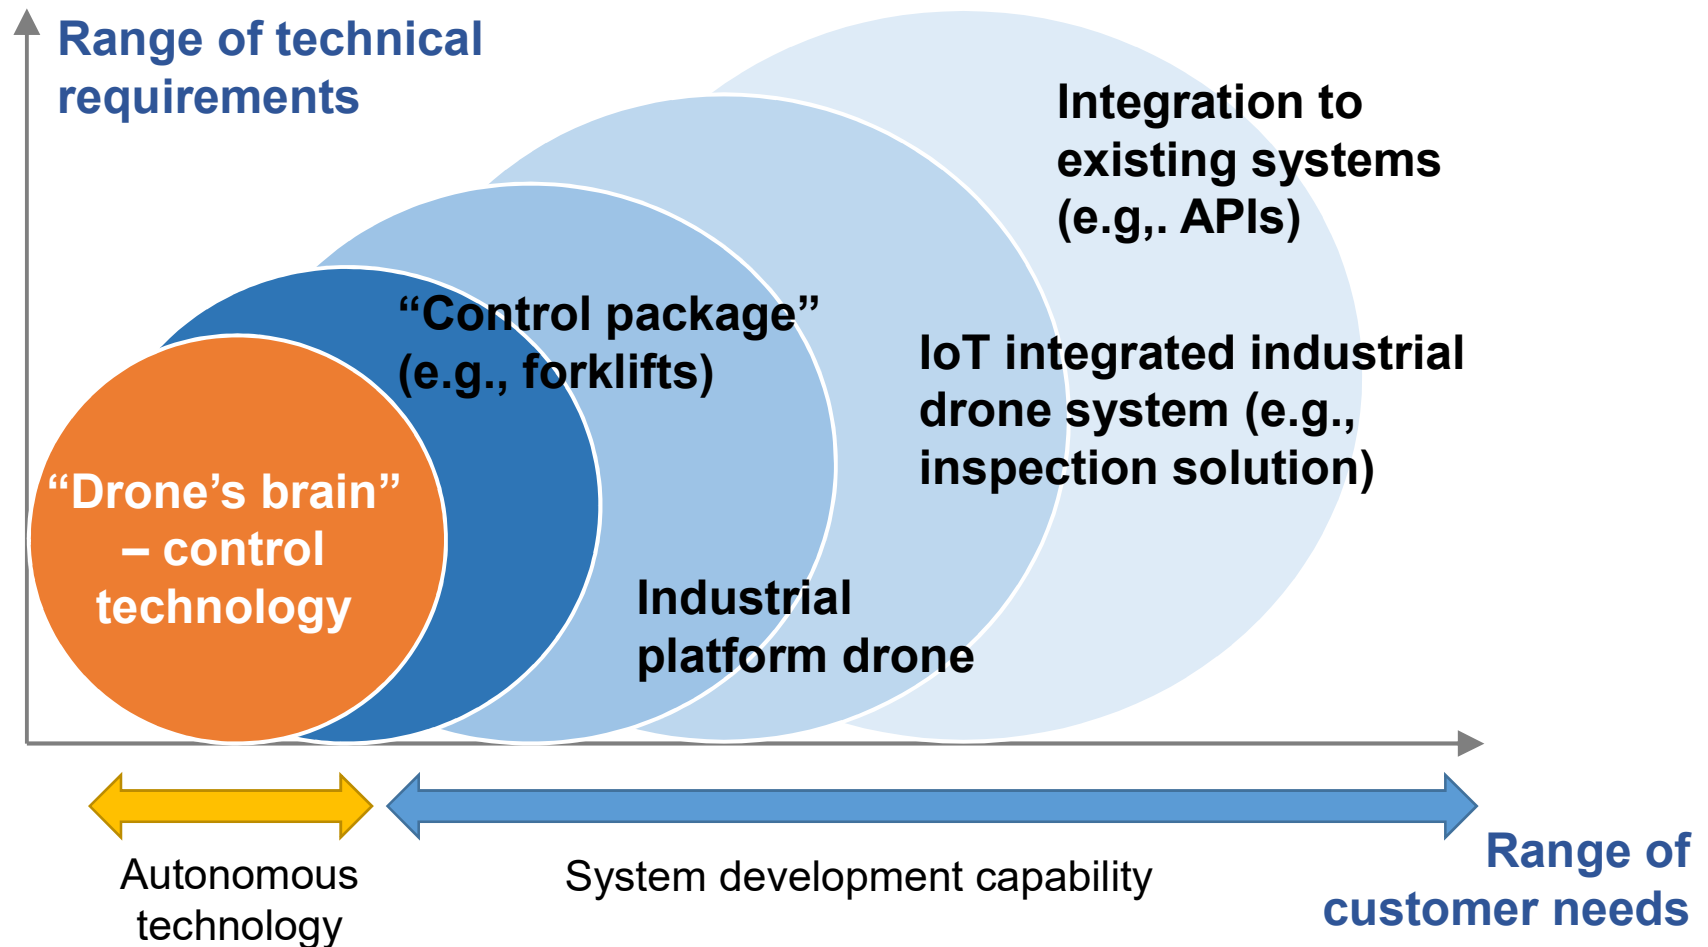 Range of technical
requirements
Integration to
existing systems
(e.g,. APIs)
“Control package”
(e.g., forklifts)
IoT integrated industrial
drone system (e.g.,
inspection solution)
“Drone’s brain”
– control
technology
Industrial
platform drone
Autonomous
technology
System development capability
Range of
customer needs